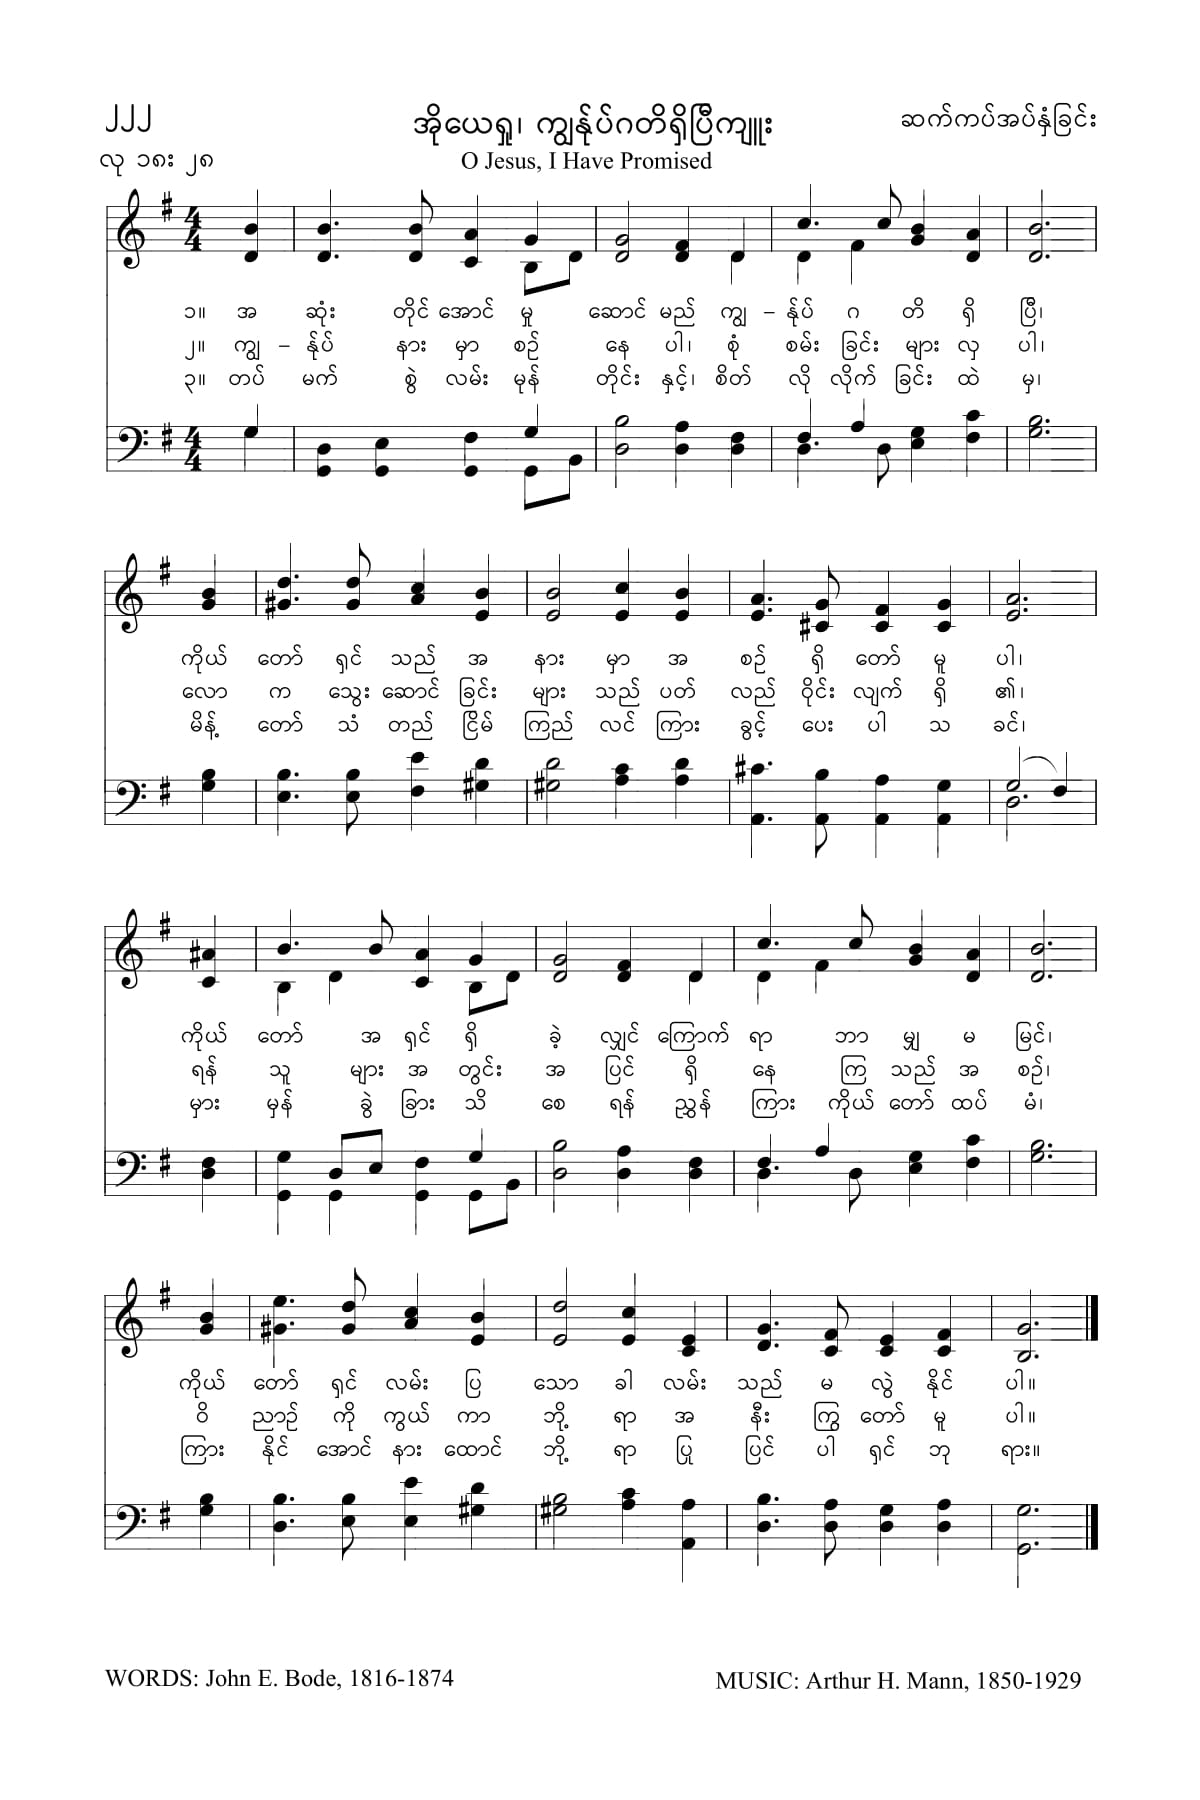 ၂၂၂
အိုယေရှု၊ ကျွန်ုပ်ဂတိရှိပြီကျူး
ဆက်ကပ်အပ်နှံခြင်း
လု ၁၈း ၂၈
O Jesus, I Have Promised
၁။ အ ဆုံး တိုင် အောင် မှု ဆောင် မည် ကျွ – န်ုပ် ဂ တိ ရှိ ပြီ၊
၂။ ကျွ – န်ုပ် နား မှာ စဉ် နေ ပါ၊ စုံ စမ်း ခြင်း များ လှ ပါ၊
၃။ တပ် မက် စွဲ လမ်း မုန် တိုင်း နှင့်၊ စိတ် လို လိုက် ခြင်း ထဲ မှ၊
ကိုယ် တော် ရှင် သည် အ နား မှာ အ စဉ် ရှိ တော် မူ ပါ၊
လော က သွေး ဆောင် ခြင်း များ သည် ပတ် လည် ဝိုင်း လျက် ရှိ ၏၊
မိန့် တော် သံ တည် ငြိမ် ကြည် လင် ကြား ခွင့် ပေး ပါ သ ခင်၊
ကိုယ် တော် အ ရှင် ရှိ ခဲ့ လျှင် ကြောက် ရာ ဘာ မျှ မ မြင်၊
ရန် သူ များ အ တွင်း အ ပြင် ရှိ နေ ကြ သည် အ စဉ်၊
မှား မှန် ခွဲ ခြား သိ စေ ရန် ညွှန် ကြား ကိုယ် တော် ထပ် မံ၊
ကိုယ် တော် ရှင် လမ်း ပြ သော ခါ လမ်း သည် မ လွဲ နိုင် ပါ။
ဝိ ညာဉ် ကို ကွယ် ကာ ဘို့ ရာ အ နီး ကြွ တော် မူ ပါ။
ကြား နိုင် အောင် နား ထောင် ဘို့ ရာ ပြု ပြင် ပါ ရှင် ဘု ရား။
WORDS: John E. Bode, 1816-1874
MUSIC: Arthur H. Mann, 1850-1929